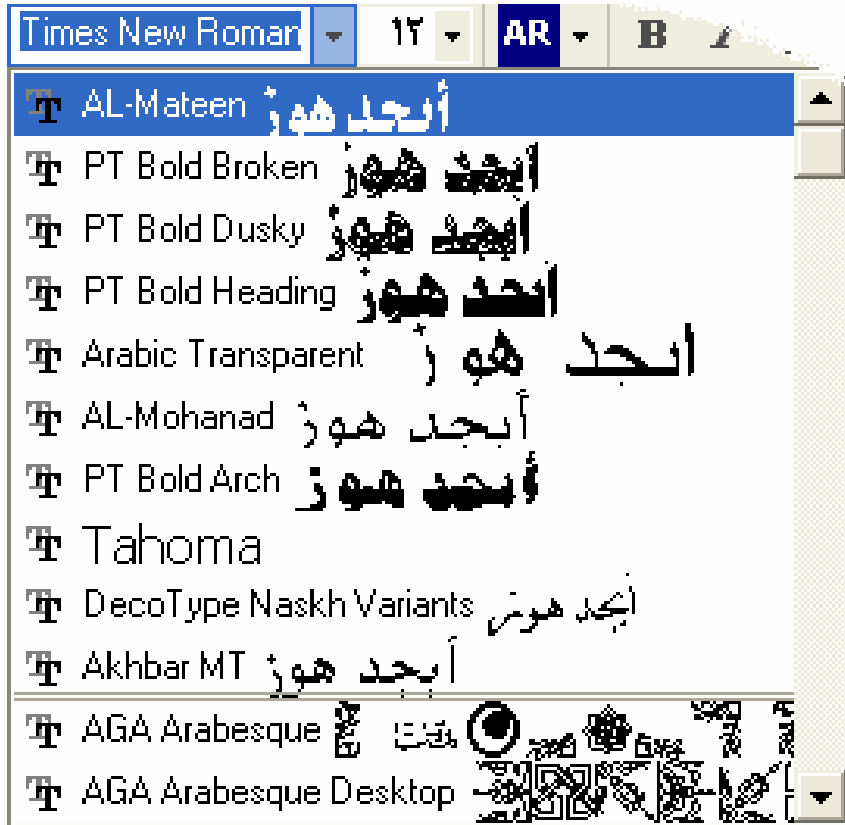 Times New Roman ١٢ AR B I
AL-Mateen أبجد هوز
PT Bold Broken أبجد هوز
PT Bold Dusky أبجد هوز
PT Bold Heading أبجد هوز
Arabic Transparent ابجد هو ز
AL-Mohanad أبجد هوز
PT Bold Arch أبجد هوز
Tahoma
DecoType Naskh Variants أبجد هوز
Akhbar MT أبجد هوز
AGA Arabesque
AGA Arabesque Desktop